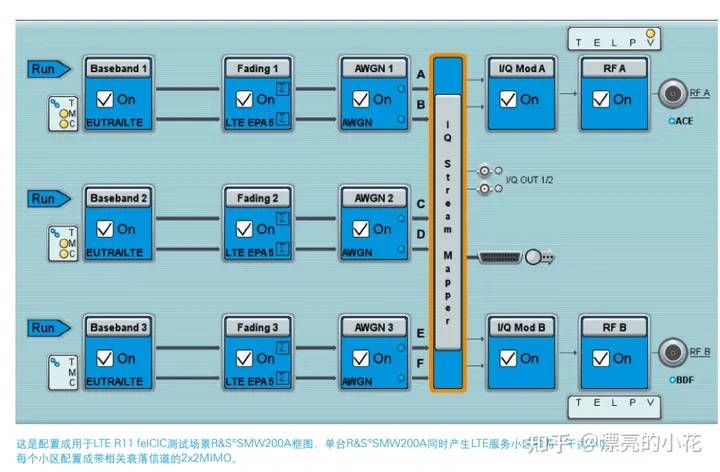 T E L P V
Run
Baseband 1
Fading 1
AWGN 1
A
I/Q Mod A
RF A
On
On
On
On
On
RF A
B
T
M
C
EUTRA/LTE
LTE EPA 5
AWGN
ACE
IQ Stream Mapper
I/Q OUT 1/2
Run
Baseband 2
Fading 2
AWGN 2
C
On
On
On
D
T
M
C
EUTRA/LTE
LTE EPA 5
AWGN
Run
Baseband 3
Fading 3
AWGN 3
E
I/Q Mod B
RF B
On
On
On
On
On
RF B
F
T
M
C
EUTRA/LTE
LTE EPA 5
AWGN
BDF
T E L P V
这是配置成用于LTE R11 feICIC测试场景R&S®SMW200A框图。单台R&S®SMW200A同时产生LTE服务小区
每个小区配置成带相关衰落信道的2x2MIMO。
知乎 @漂亮的小花